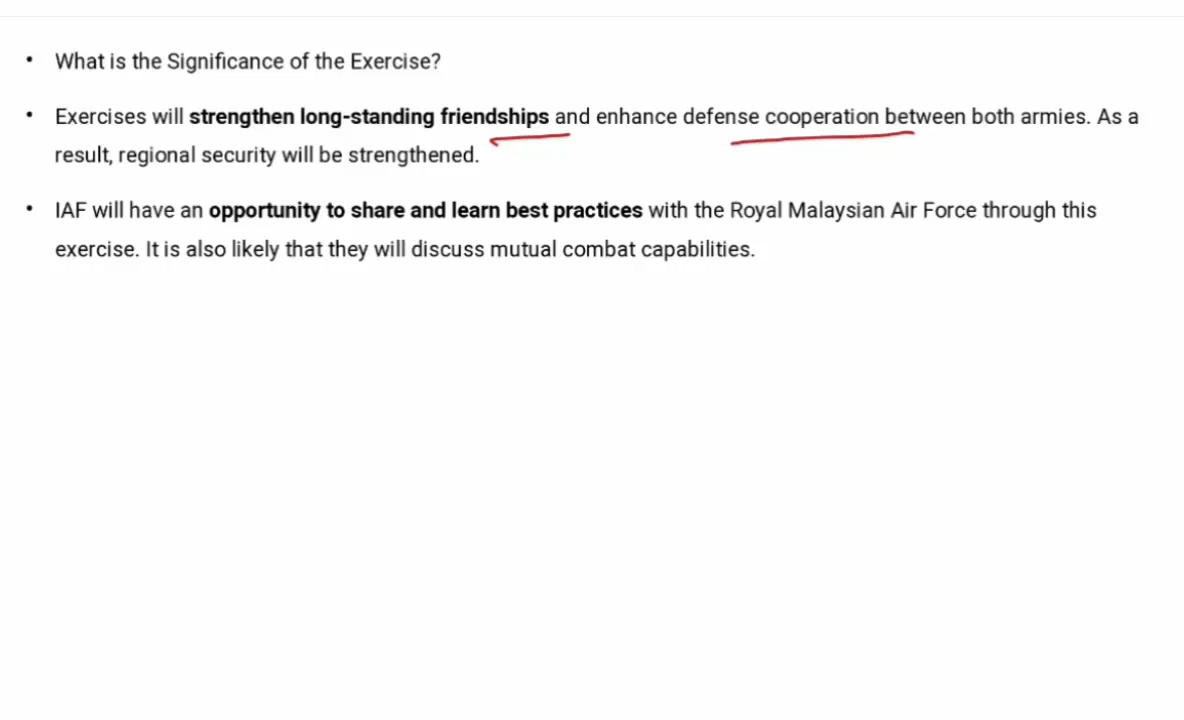 • What is the Significance of the Exercise?
• Exercises will strengthen long-standing friendships and enhance defense cooperation between both armies. As a
result, regional security will be strengthened.
• IAF will have an opportunity to share and learn best practices with the Royal Malaysian Air Force through this
exercise. It is also likely that they will discuss mutual combat capabilities.